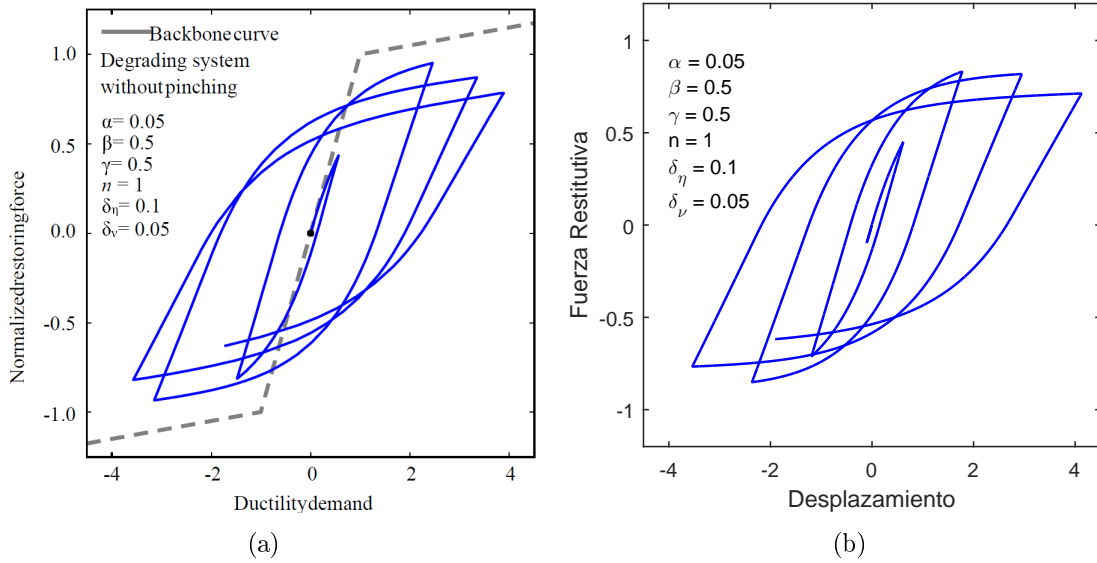 Backbonecurve
Degrading system
withoutpinching
α= 0.05
β= 0.5
γ= 0.5
n = 1
δη= 0.1
δν= 0.05
1.0
0.5
0.0
-0.5
-1.0
-4
-2
0
2
4
Normalizedrestoringforce
Ductilitydemand
(a)
α = 0.05
β = 0.5
γ = 0.5
n = 1
δη = 0.1
δν = 0.05
1
0.5
0
-0.5
-1
-4
-2
0
2
4
Fuerza Restitutiva
Desplazamiento
(b)